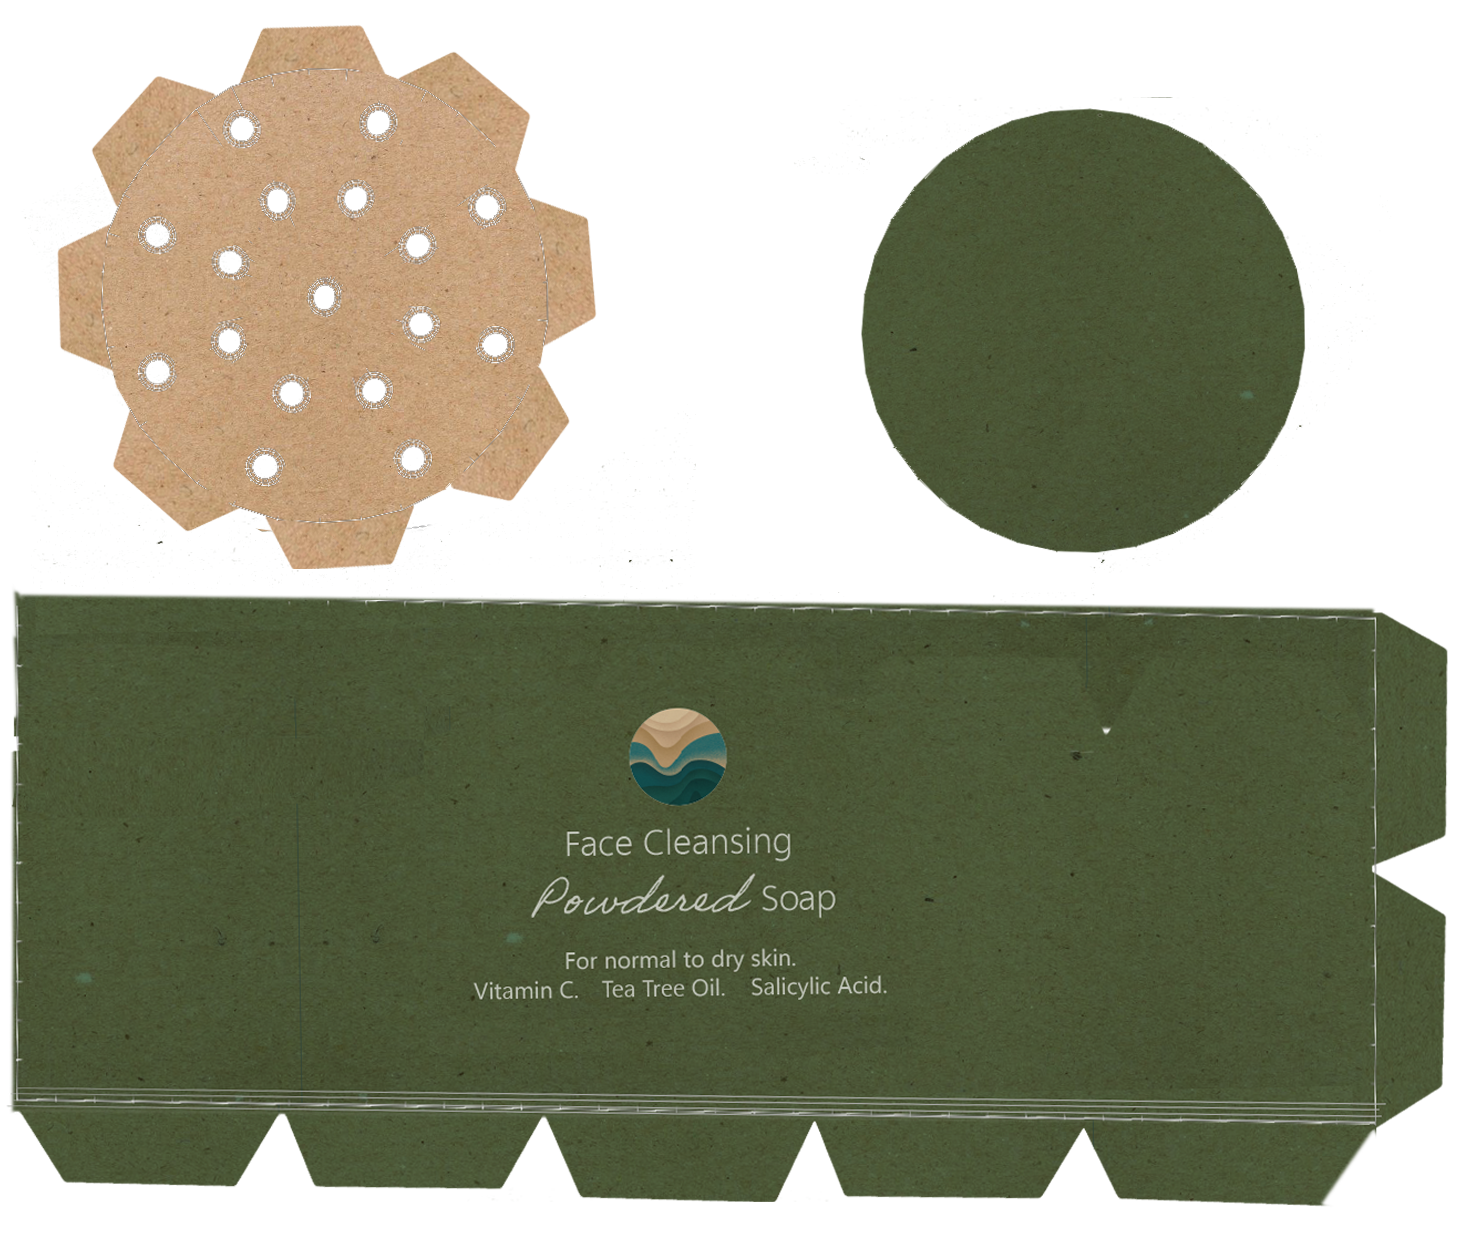 Face Cleansing
Powdered Soap
For normal to dry skin.
Vitamin C. Tea Tree Oil. Salicylic Acid.